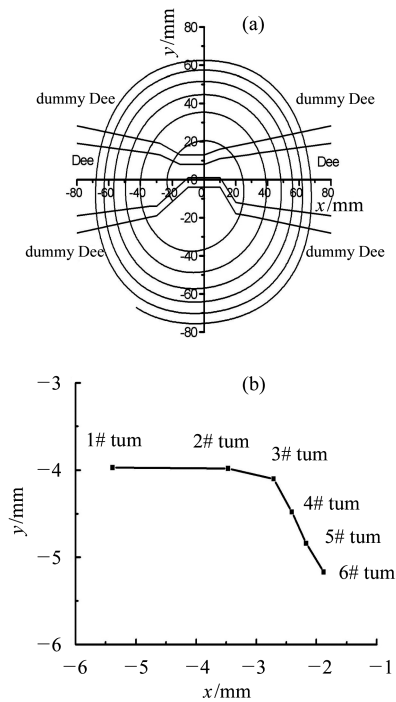 (a)
y/mm
80
60
40
20
0
-20
-40
-60
-80
dummy Dee
dummy Dee
Dee
Dee
-80 -60 -40 -20 0 20 40 60 80
x/mm
dummy Dee
dummy Dee
(b)
−3
−4
−5
−6
y/mm
1# tum
2# tum
3# tum
4# tum
5# tum
6# tum
−6 −5 −4 −3 −2 −1
x/mm